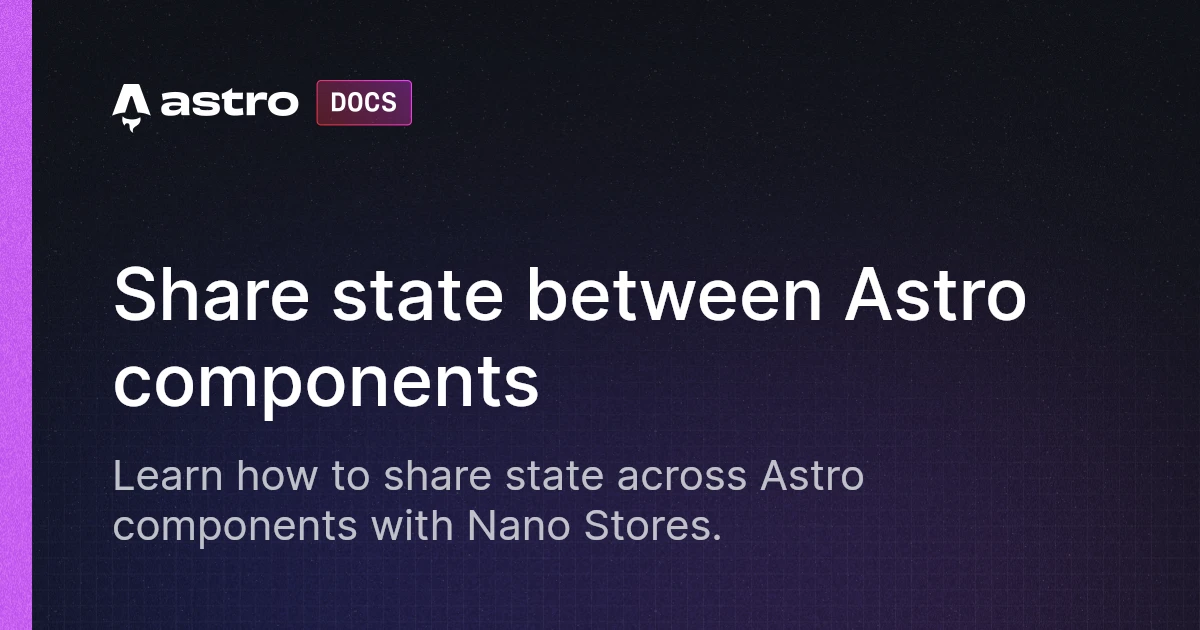 astro DOCS
Share state between Astro
components
Learn how to share state across Astro
components with Nano Stores.